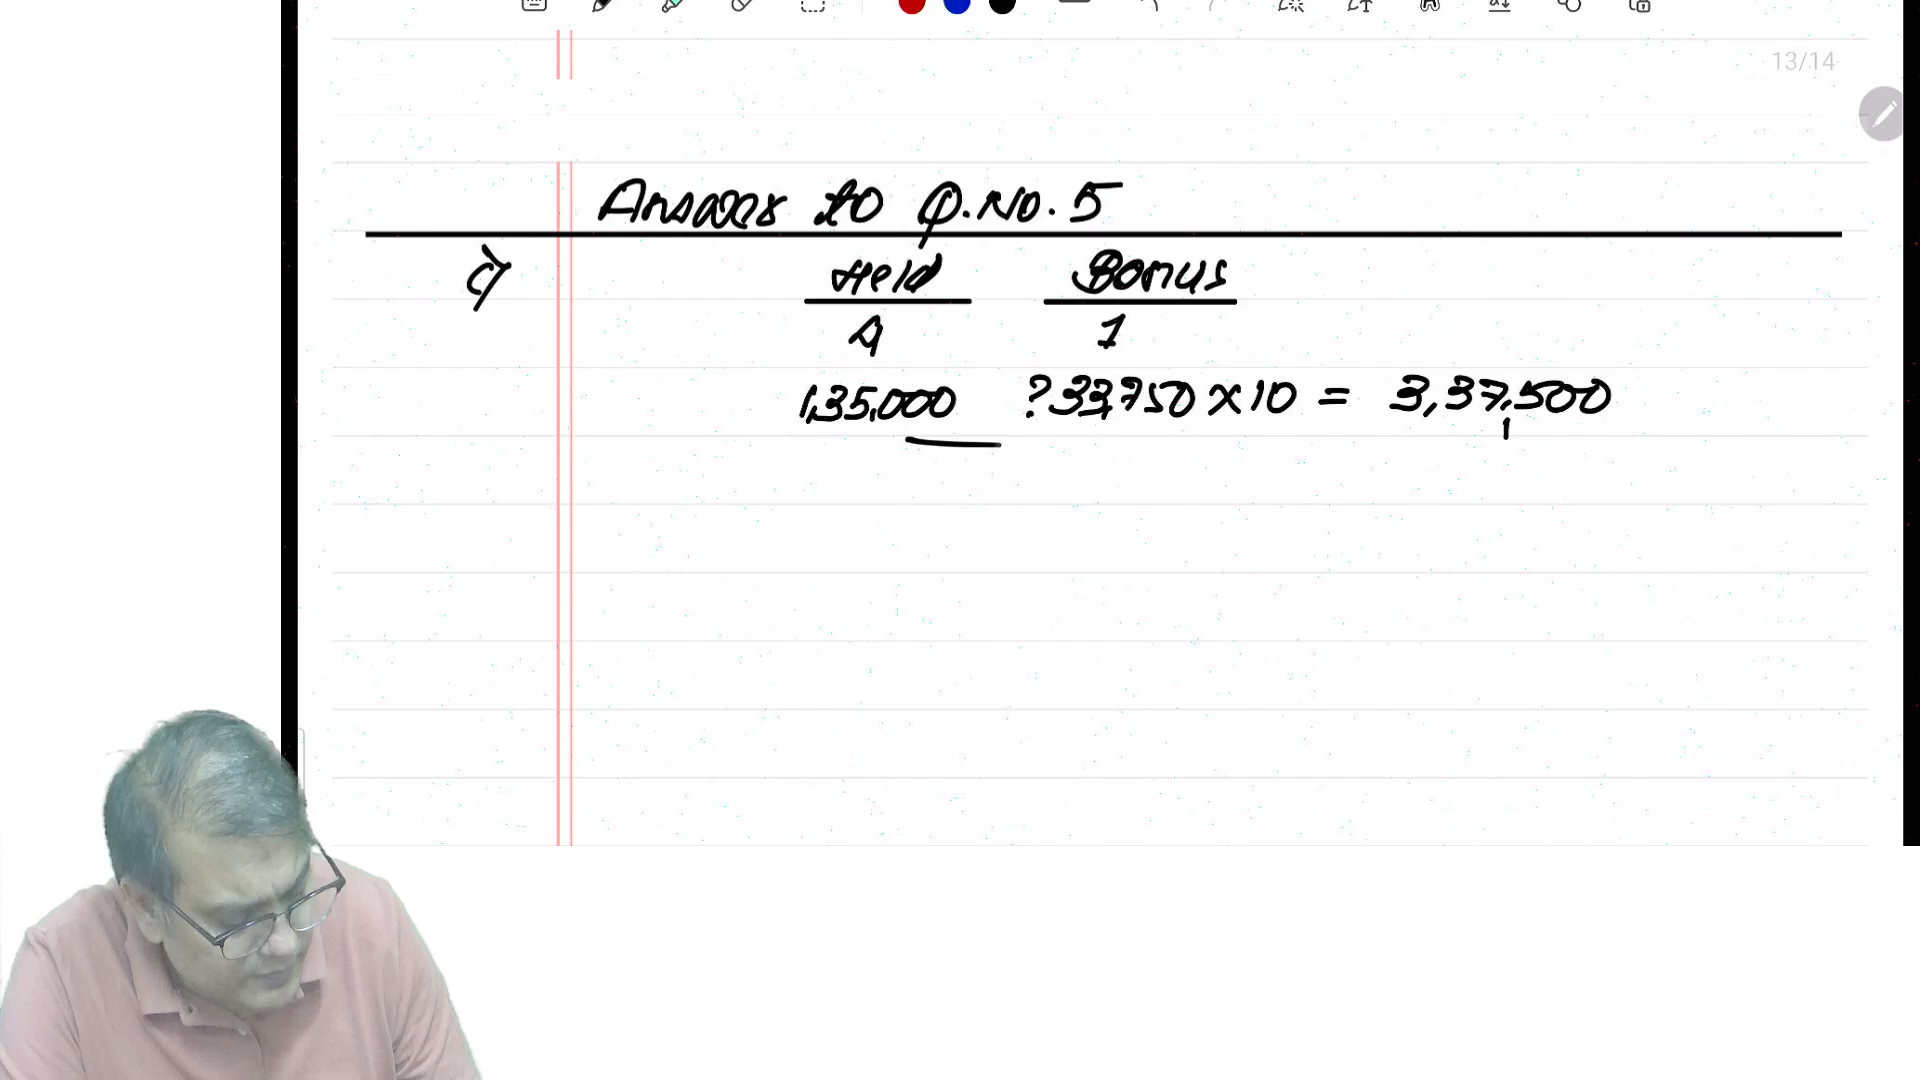 13/14
Answer to Q.No. 5
c)
Held Bonus
4 1
1,35,000 ? 33,750 × 10 = 3,37,500